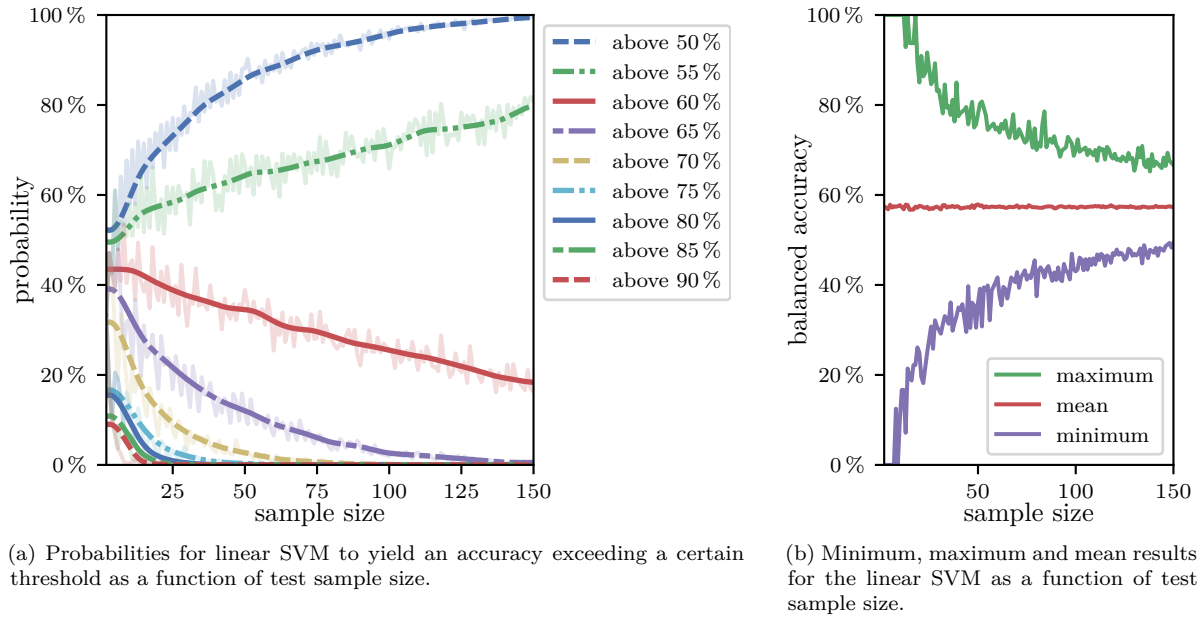 100 %
80 %
60 %
40 %
20 %
0 %
probability
25
50
75
100
125
150
sample size
above 50 %
above 55 %
above 60 %
above 65 %
above 70 %
above 75 %
above 80 %
above 85 %
above 90 %
100 %
80 %
60 %
40 %
20 %
0 %
balanced accuracy
50
100
150
sample size
maximum
mean
minimum
(a) Probabilities for linear SVM to yield an accuracy exceeding a certain
threshold as a function of test sample size.
(b) Minimum, maximum and mean results
for the linear SVM as a function of test
sample size.